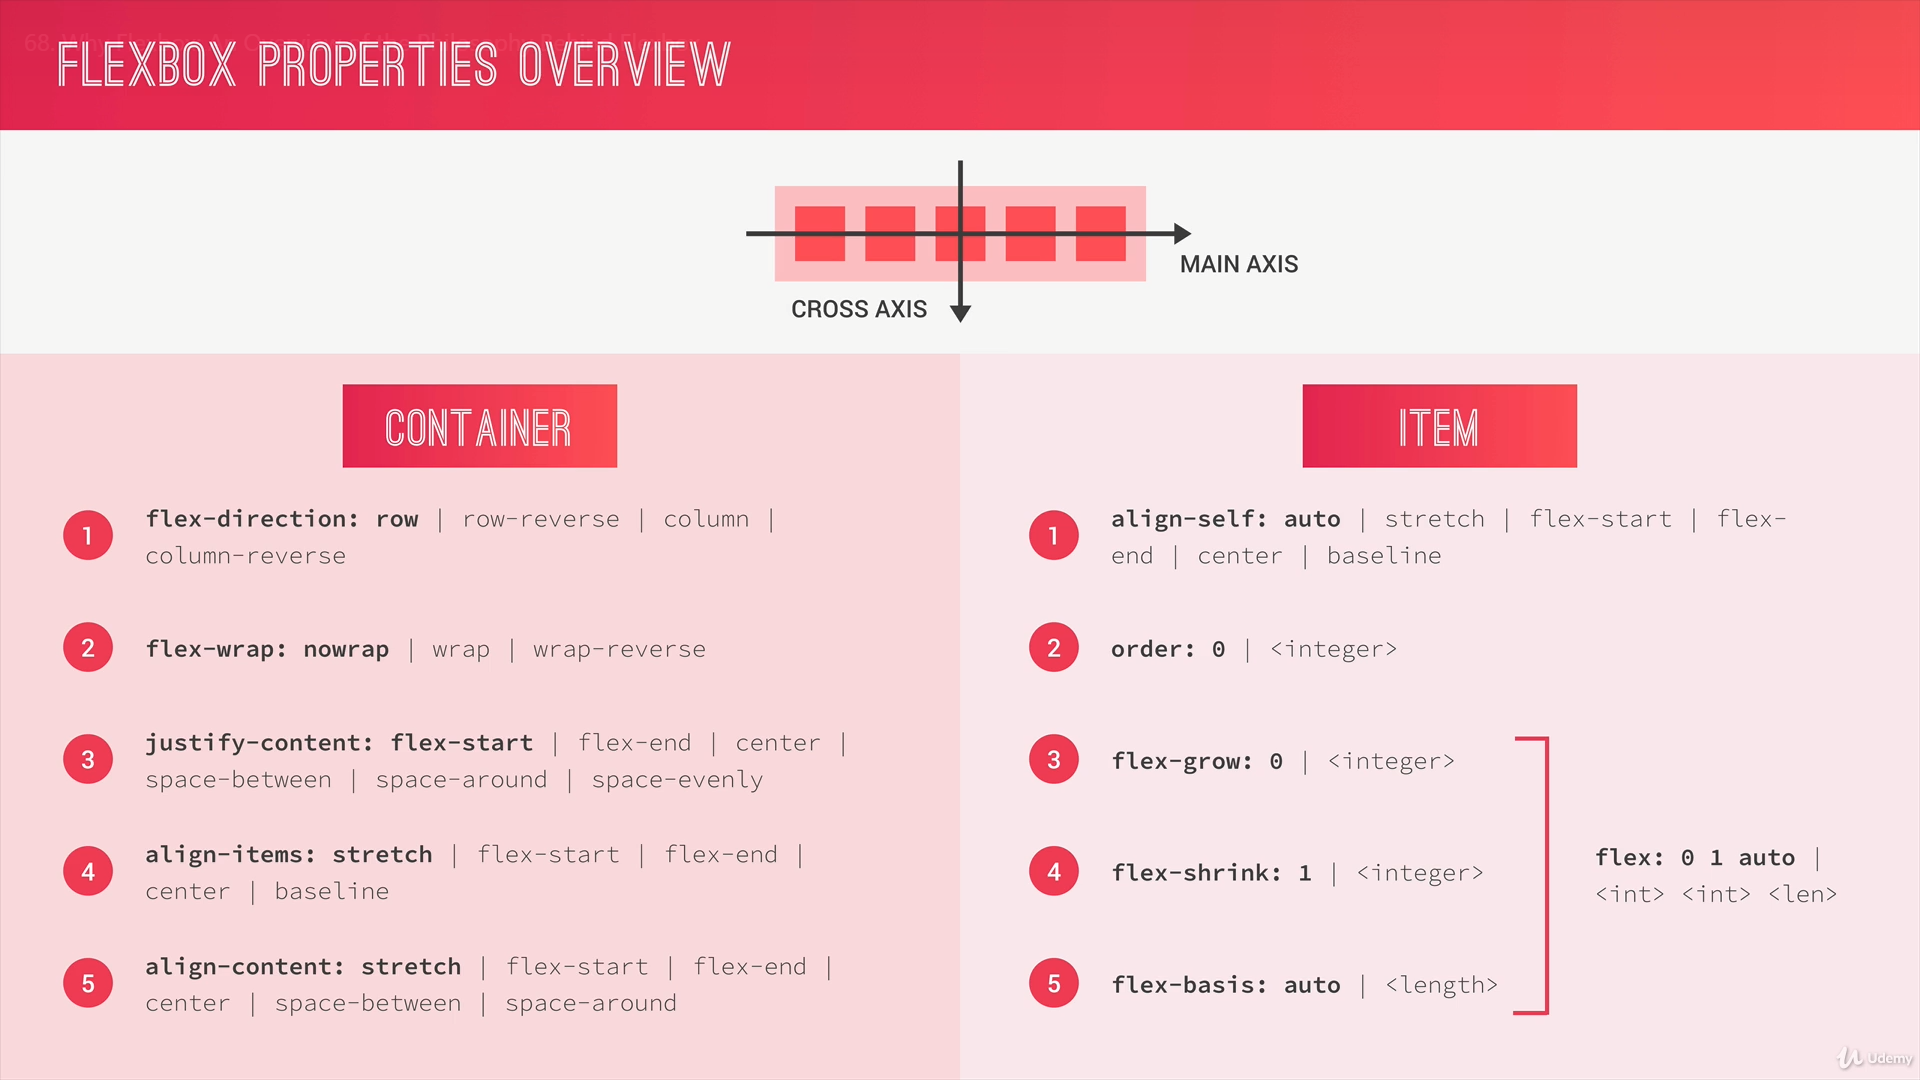 FLEXBOX PROPERTIES OVERVIEW
MAIN AXIS
CROSS AXIS
CONTAINER
1 flex-direction: row | row-reverse | column |
column-reverse
2 flex-wrap: nowrap | wrap | wrap-reverse
3 justify-content: flex-start | flex-end | center |
space-between | space-around | space-evenly
4 align-items: stretch | flex-start | flex-end |
center | baseline
5 align-content: stretch | flex-start | flex-end |
center | space-between | space-around
ITEM
1 align-self: auto | stretch | flex-start | flex-
end | center | baseline
2 order: 0 | <integer>
3 flex-grow: 0 | <integer>
4 flex-shrink: 1 | <integer>
5 flex-basis: auto | <length>
flex: 0 1 auto |
<int> <int> <len>
Udemy